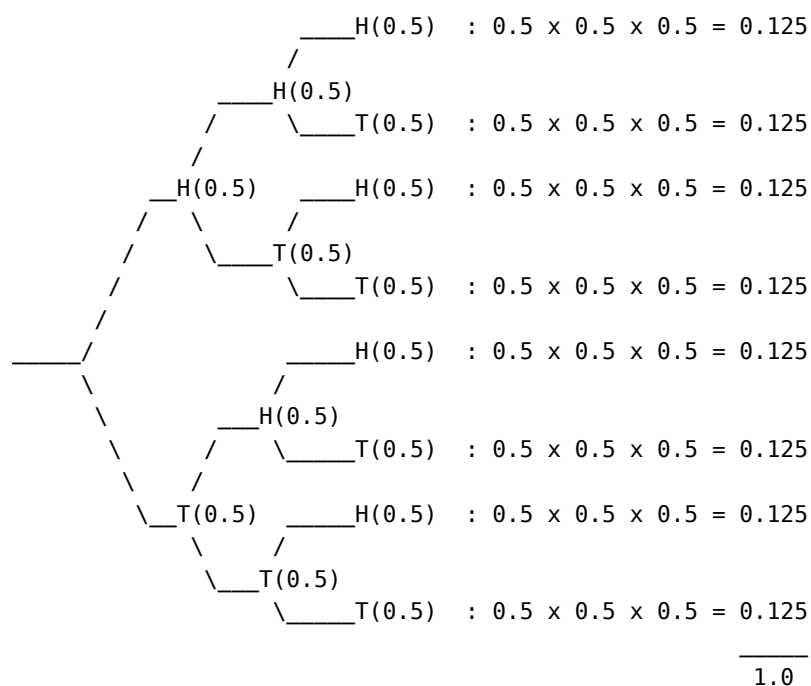 H(0.5) : 0.5 x 0.5 x 0.5 = 0.125
H(0.5)
T(0.5) : 0.5 x 0.5 x 0.5 = 0.125
H(0.5) H(0.5) : 0.5 x 0.5 x 0.5 = 0.125
T(0.5)
T(0.5) : 0.5 x 0.5 x 0.5 = 0.125
H(0.5) : 0.5 x 0.5 x 0.5 = 0.125
H(0.5)
T(0.5) : 0.5 x 0.5 x 0.5 = 0.125
T(0.5) H(0.5) : 0.5 x 0.5 x 0.5 = 0.125
T(0.5)
T(0.5) : 0.5 x 0.5 x 0.5 = 0.125
1.0